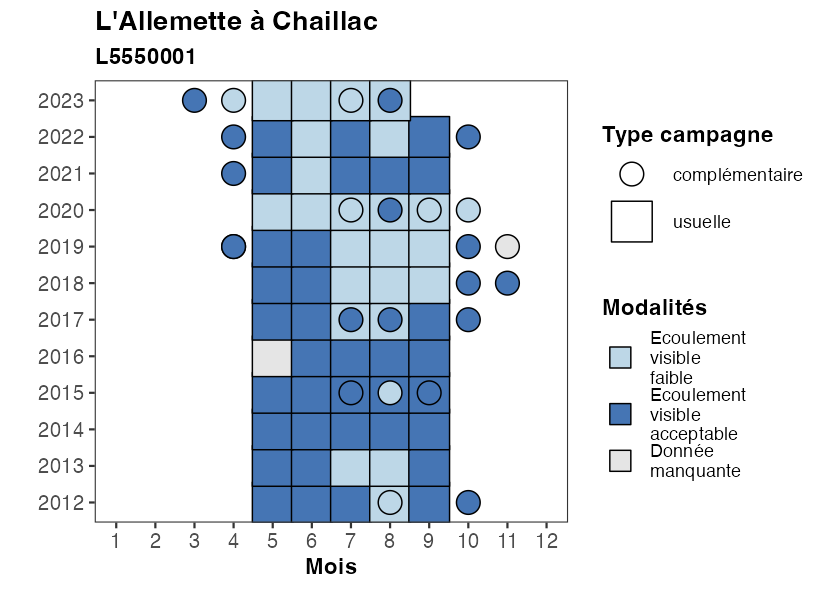 L'Allemette à Chaillac
L5550001
2023
2022
2021
2020
2019
2018
2017
2016
2015
2014
2013
2012
1 2 3 4 5 6 7 8 9 10 11 12
Mois
Type campagne
complémentaire
usuelle
Modalités
Ecoulement
visible
faible
Ecoulement
visible
acceptable
Donnée
manquante